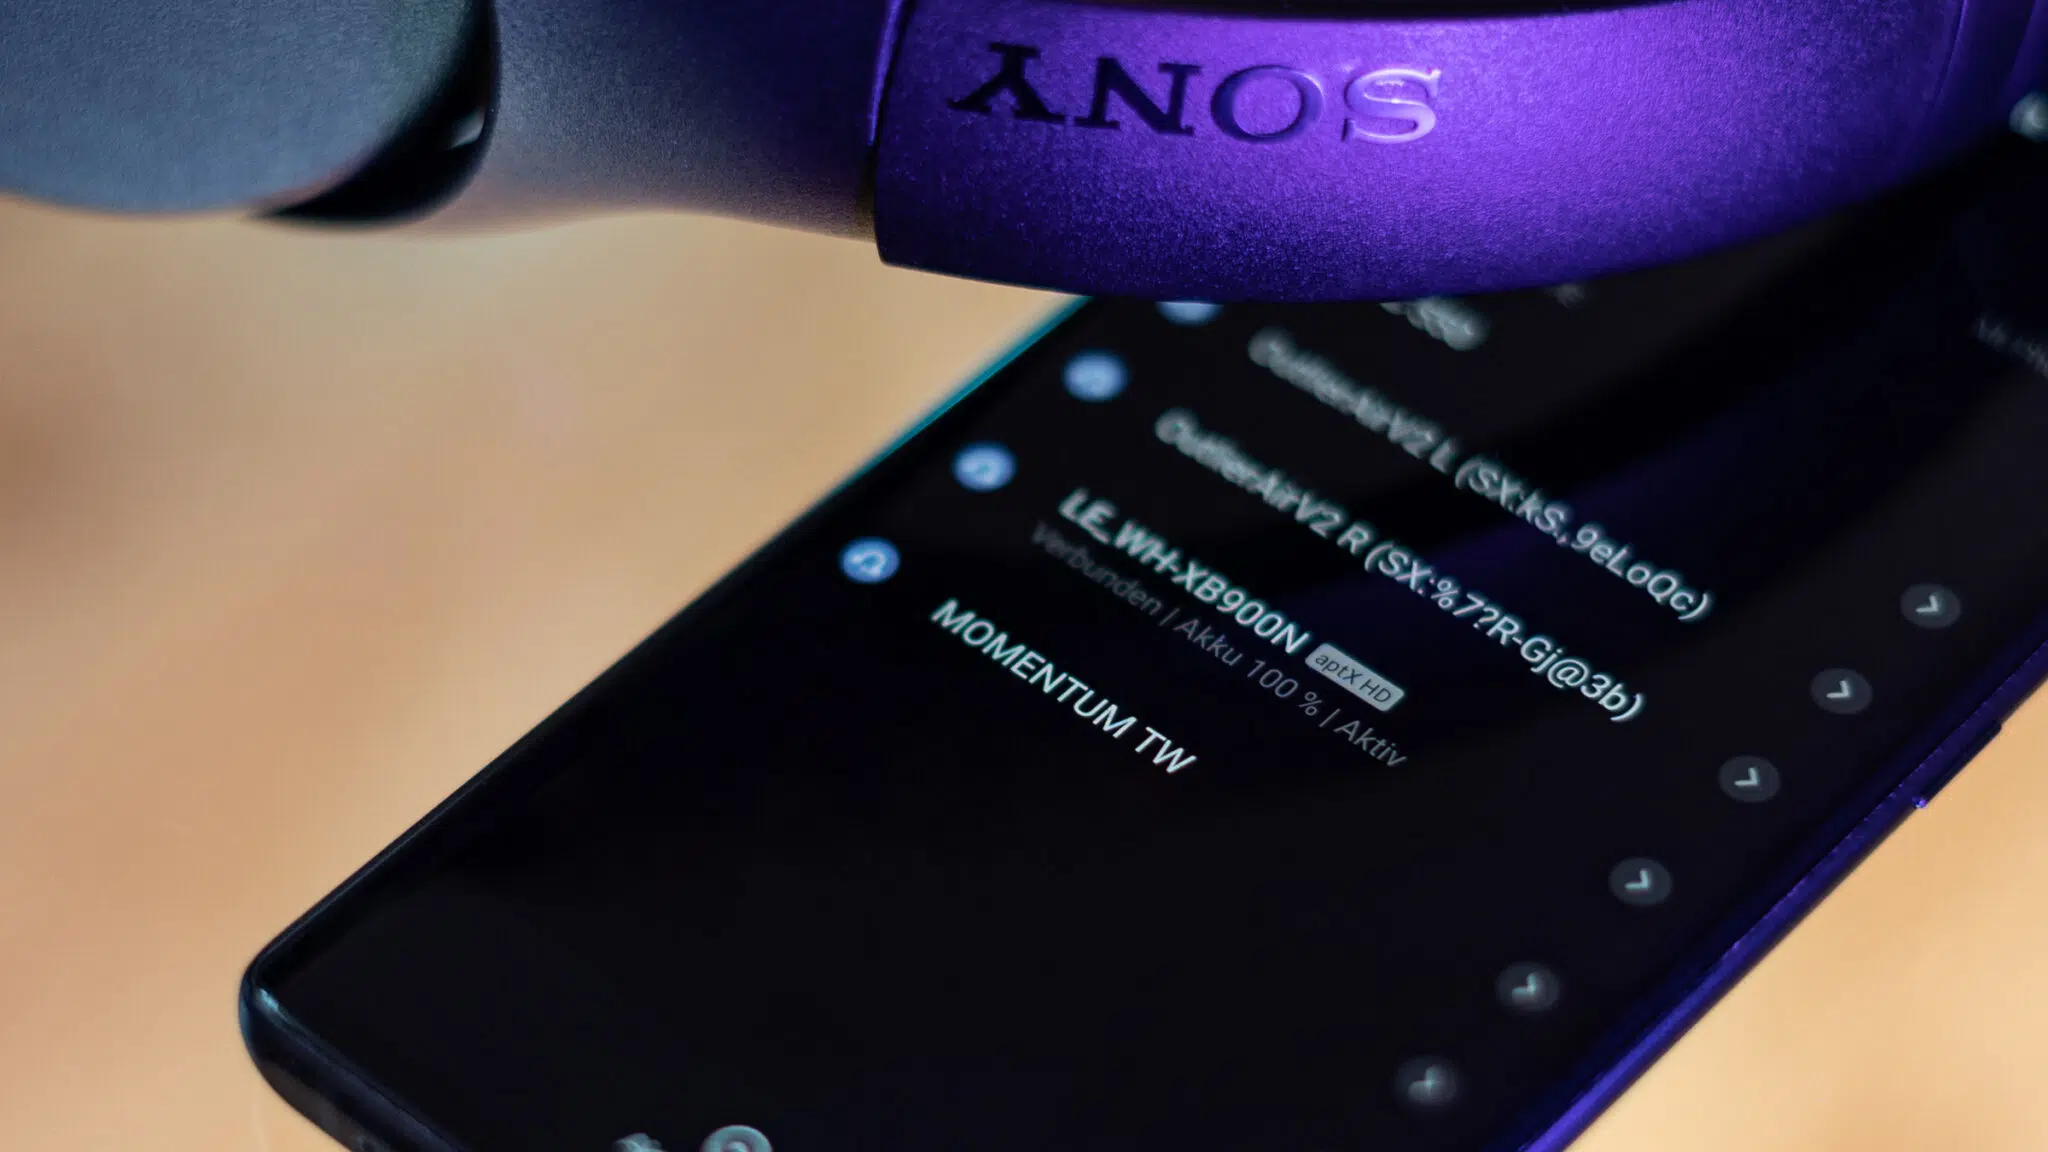 SONY
OutlierAirV2 L (SX:kS.,9eLoQc)
OutlierAirV2 R (SX:%7?R-Gj@3b)
LE_WH-XB900N aptX HD
Verbunden | Akku 100 % | Aktiv
MOMENTUM TW